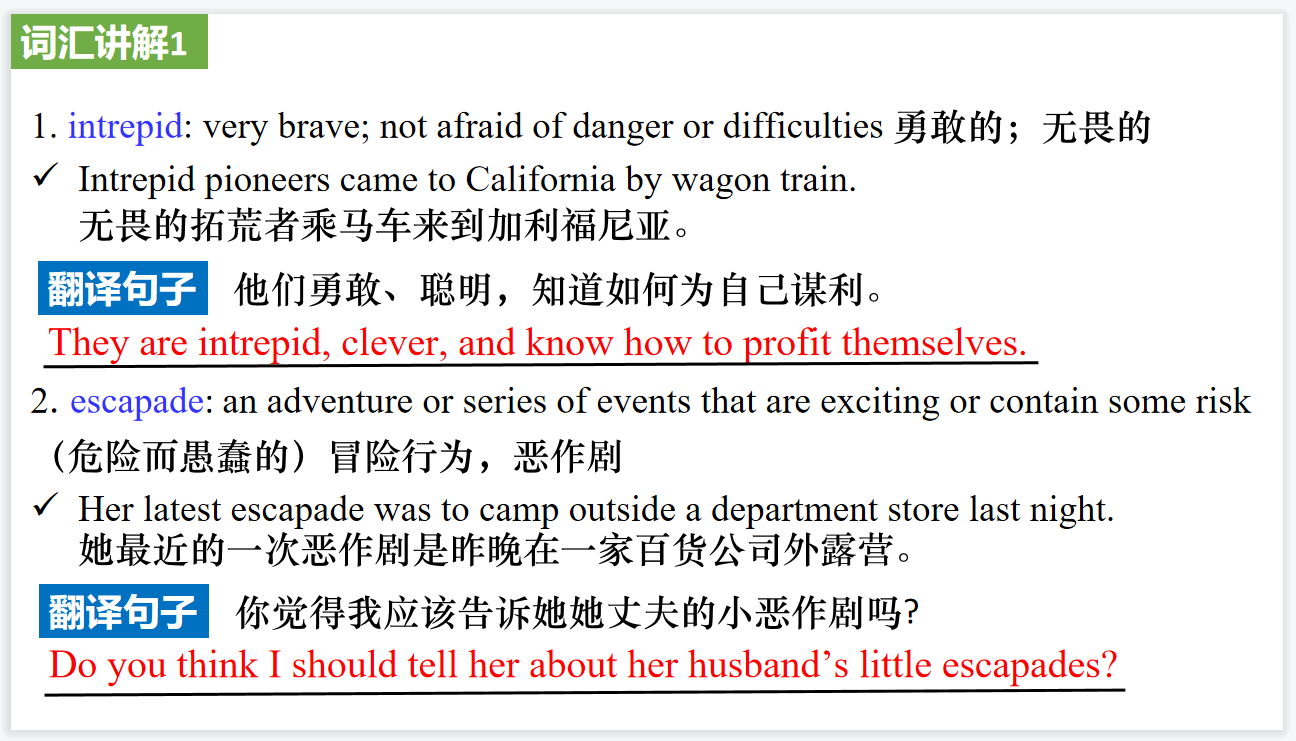 词汇讲解1
1. intrepid: very brave; not afraid of danger or difficulties 勇敢的；无畏的
✓ Intrepid pioneers came to California by wagon train.
无畏的拓荒者乘马车来到加利福尼亚。
翻译句子 他们勇敢、聪明，知道如何为自己谋利。
They are intrepid, clever, and know how to profit themselves.
2. escapade: an adventure or series of events that are exciting or contain some risk
（危险而愚蠢的）冒险行为，恶作剧
✓ Her latest escapade was to camp outside a department store last night.
她最近的一次恶作剧是昨晚在一家百货公司外露营。
翻译句子 你觉得我应该告诉她她丈夫的小恶作剧吗?
Do you think I should tell her about her husband’s little escapades?